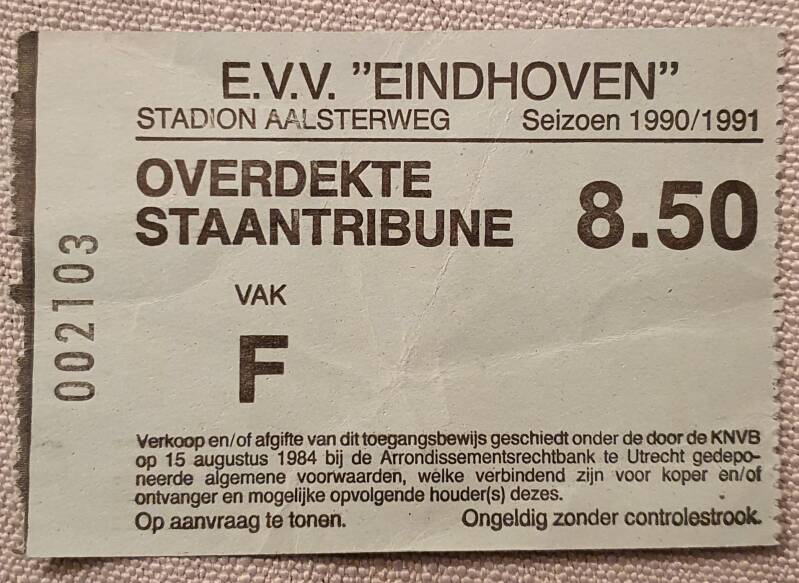 E.V.V. "EINDHOVEN"
STADION AALSTERWEG Seizoen 1990/1991
OVERDEKTE
STAANTRIBUNE 8.50
VAK
F
002103
Verkoop en/of afgifte van dit toegangsbewijs geschiedt onder de door de KNVB
op 15 augustus 1984 bij de Arrondissementsrechtbank te Utrecht gedepo-
neerde algemene voorwaarden, welke verbindend zijn voor koper en/of
ontvanger en mogelijke opvolgende houder(s) dezes.
Op aanvraag te tonen. Ongeldig zonder controlestrook.